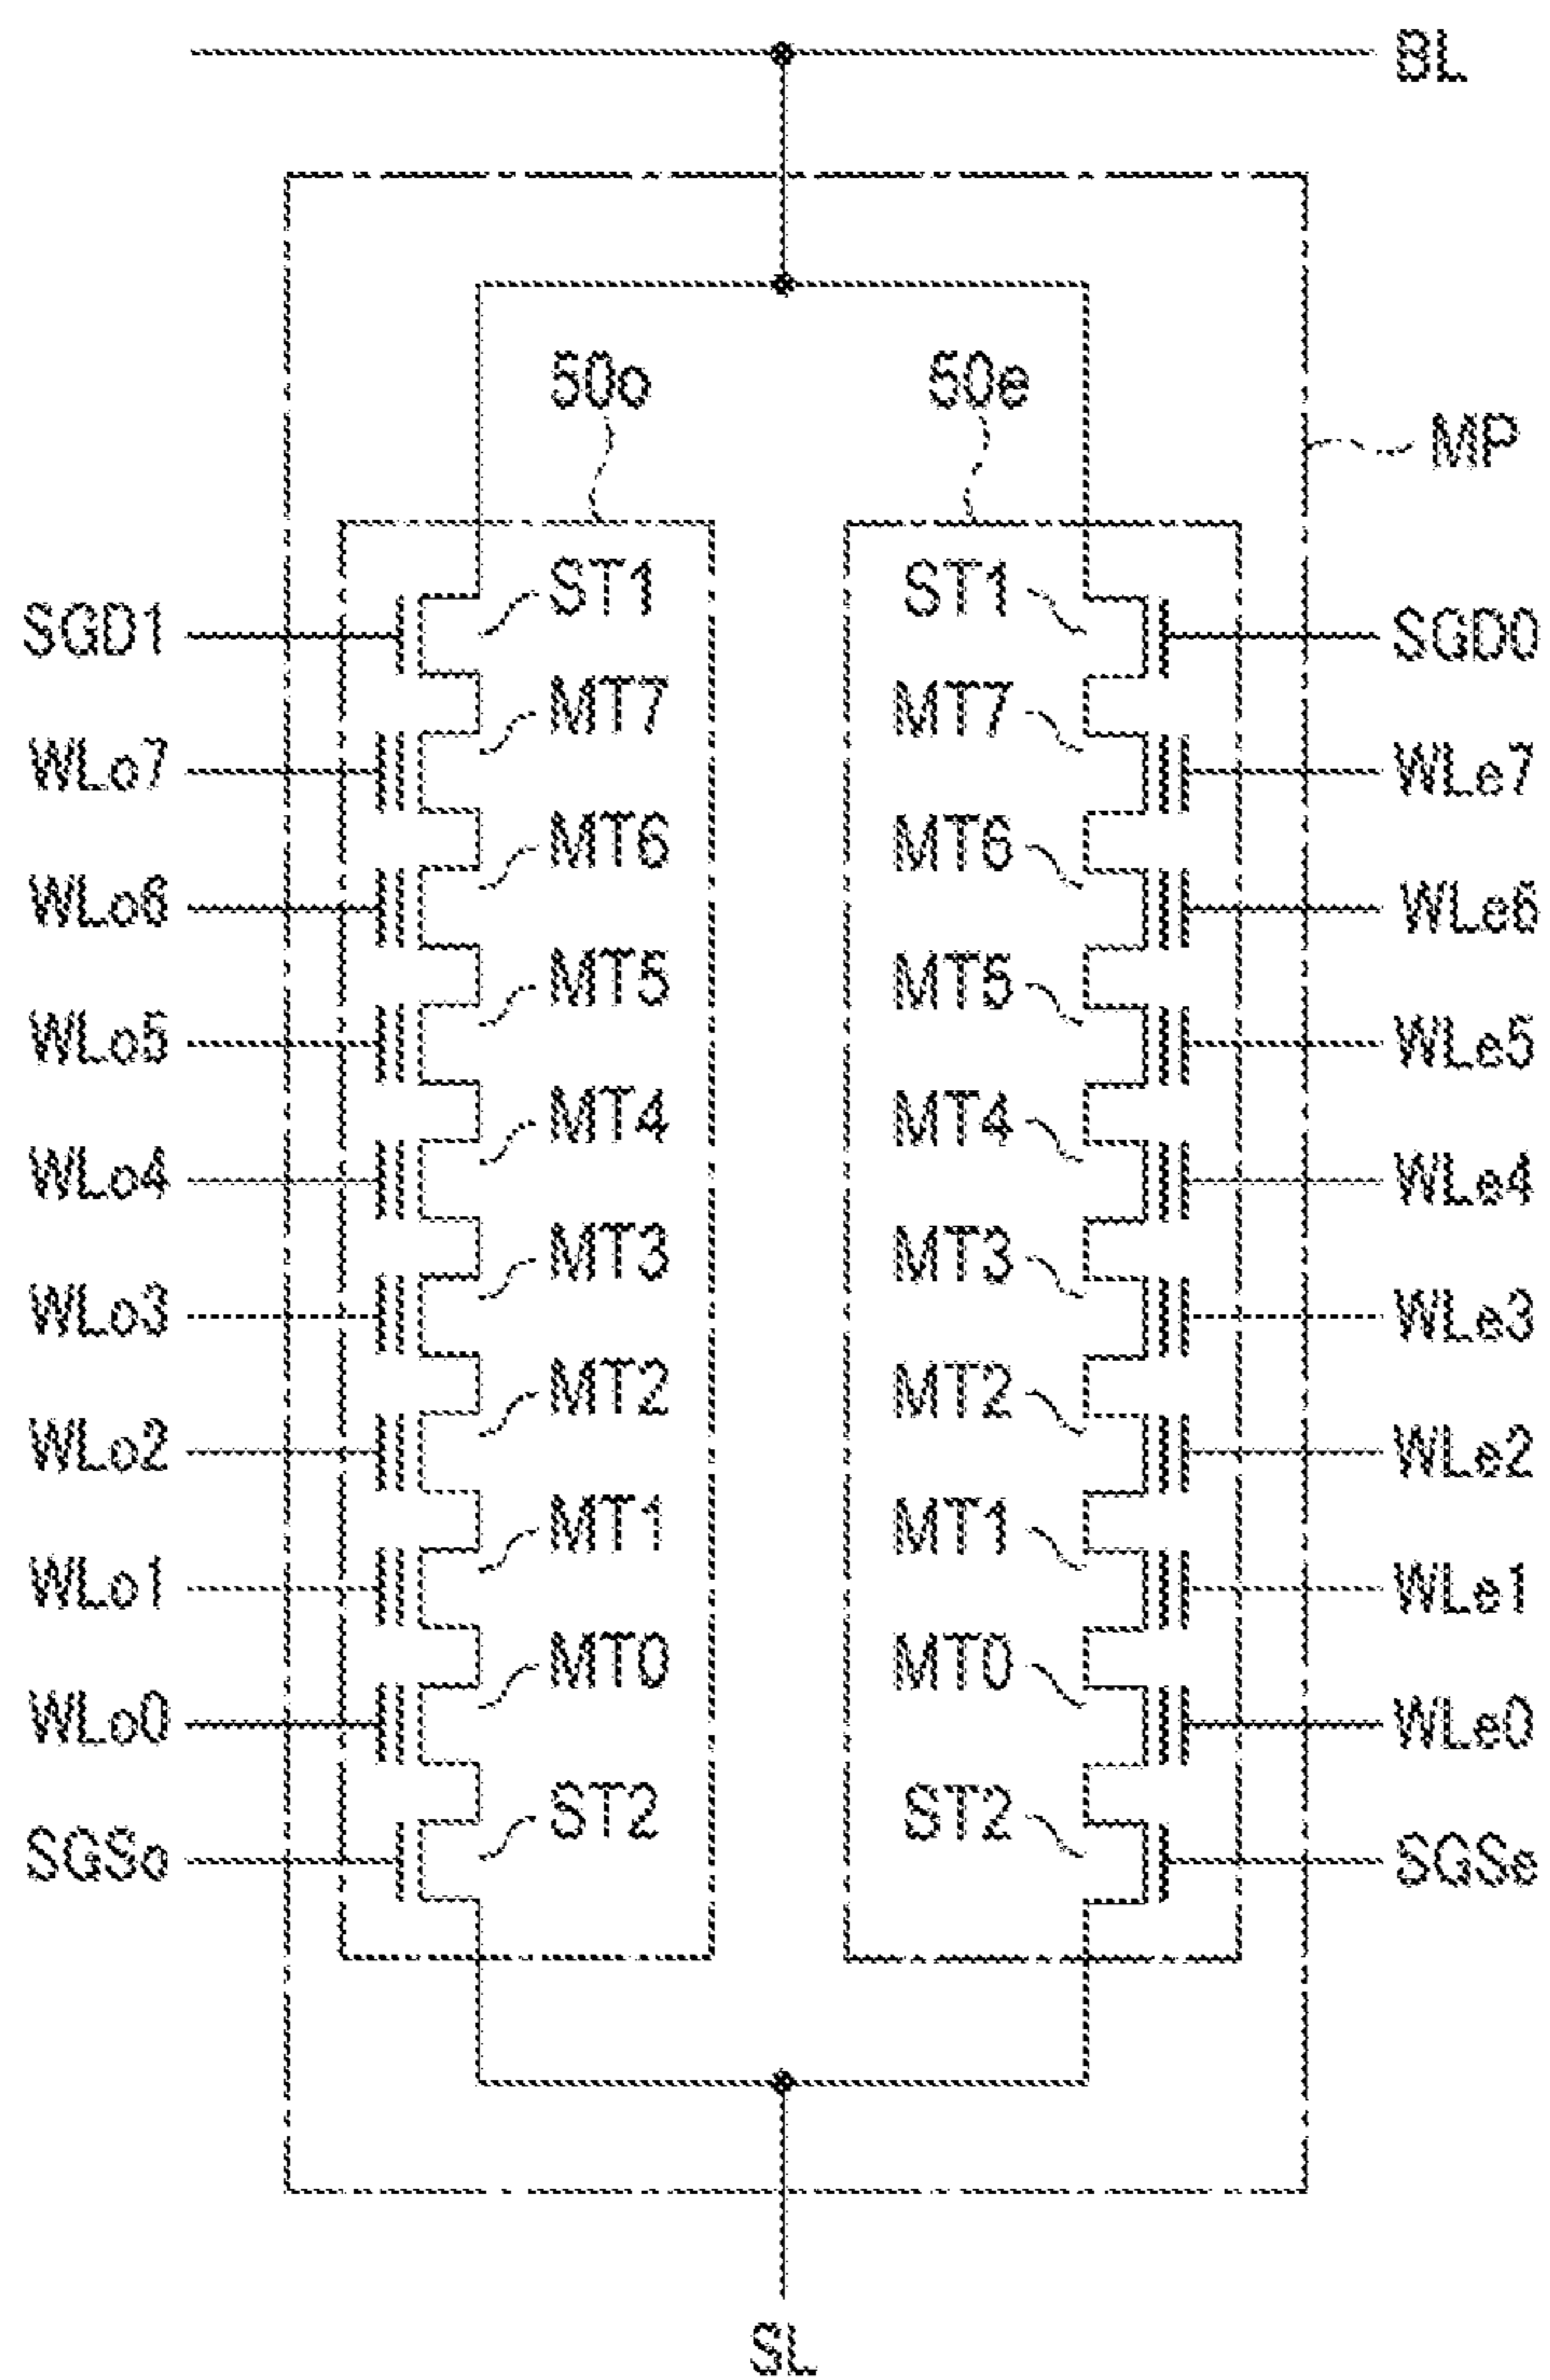 BL
50o 50e
MP
ST1 ST1
SGD1 SGD0
MT7 MT7
WLo7 WLe7
MT6 MT6
WLo6 WLe6
MT5 MT5
WLo5 WLe5
MT4 MT4
WLo4 WLe4
MT3 MT3
WLo3 WLe3
MT2 MT2
WLo2 WLe2
MT1 MT1
WLo1 WLe1
MT0 MT0
WLo0 WLe0
ST2 ST2
SGSo SGSe
SL